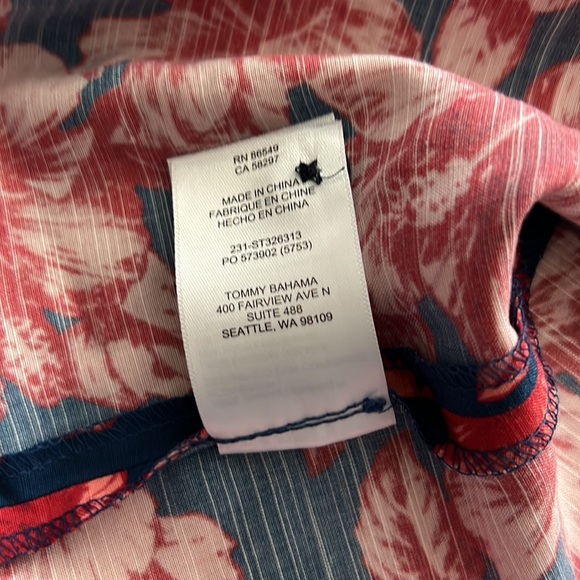 RN 86549
CA 58297
MADE IN CHINA
FABRIQUE EN CHINE
HECHO EN CHINA
231-ST326313
PO 573902 (5753)
TOMMY BAHAMA
400 FAIRVIEW AVE N
SUITE 488
SEATTLE, WA 98109